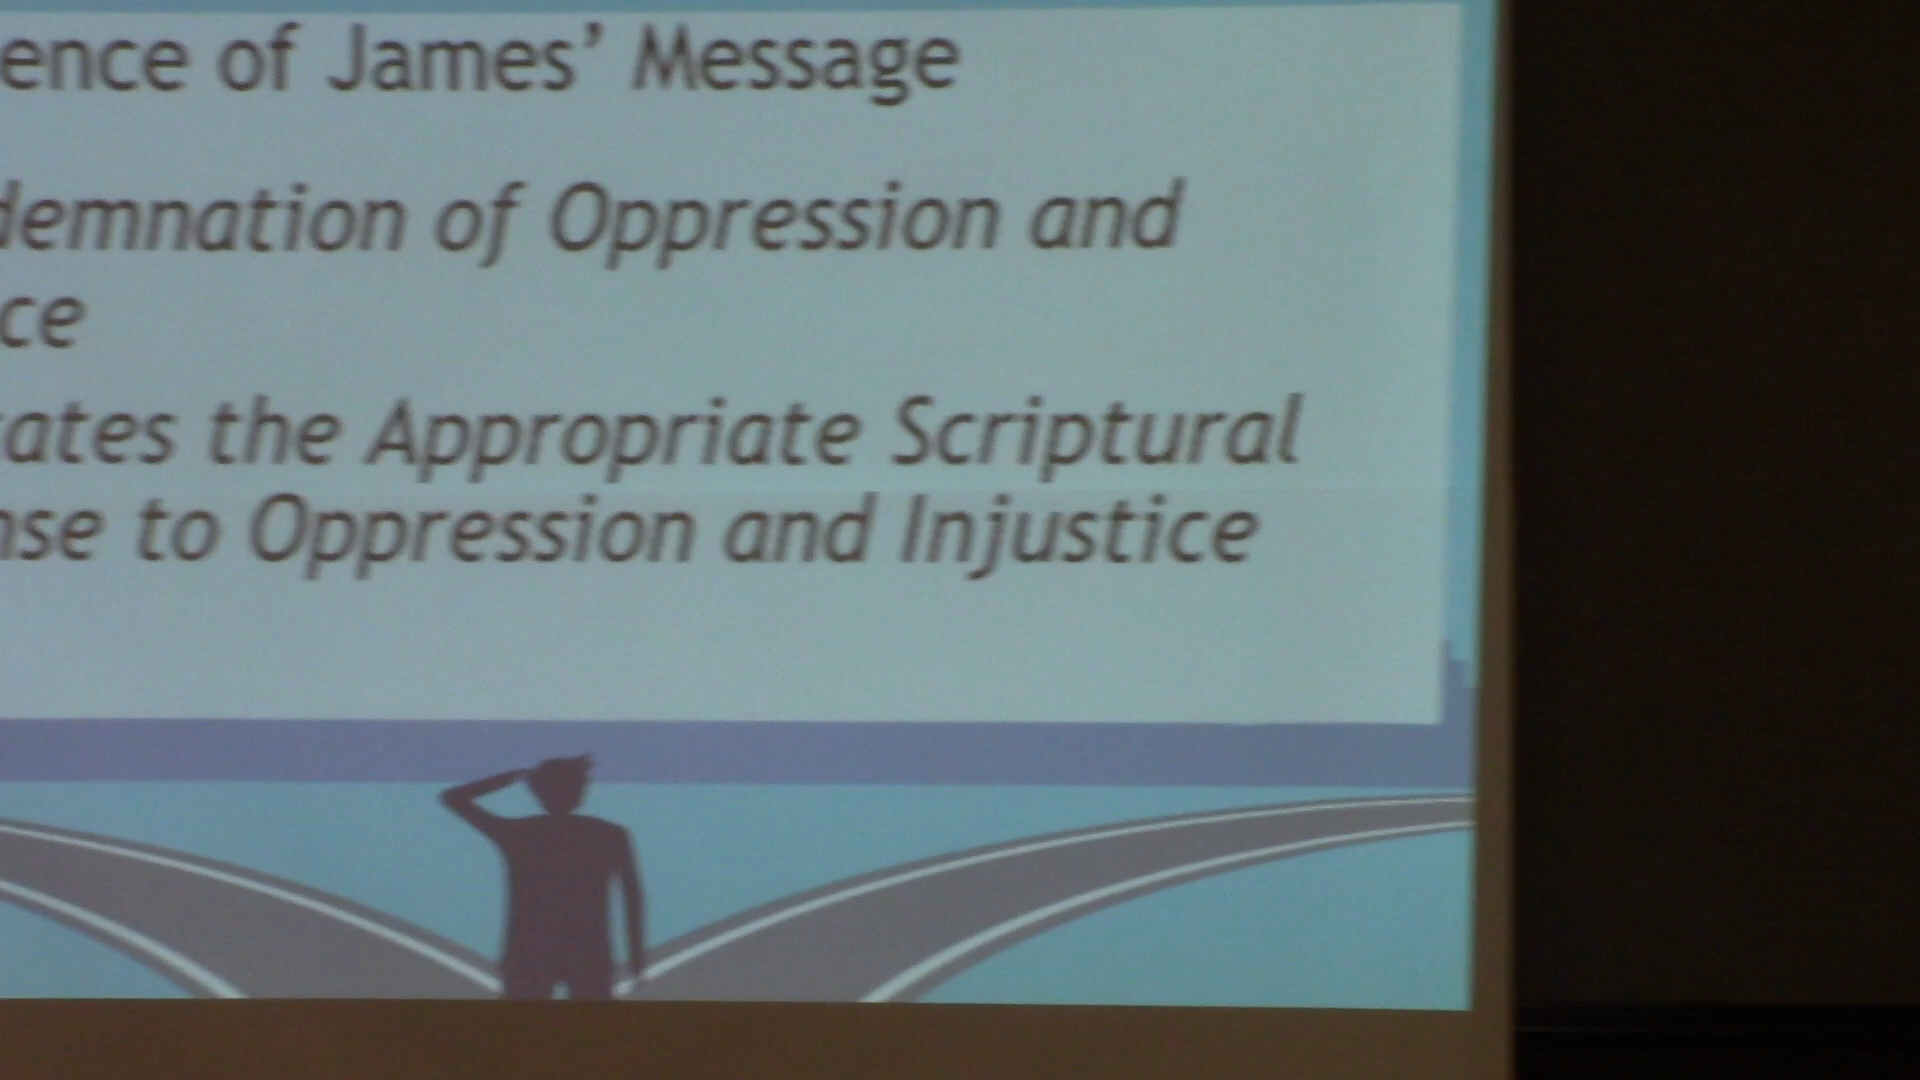 ence of James’ Message
demnation of Oppression and
ce
ates the Appropriate Scriptural
nse to Oppression and Injustice